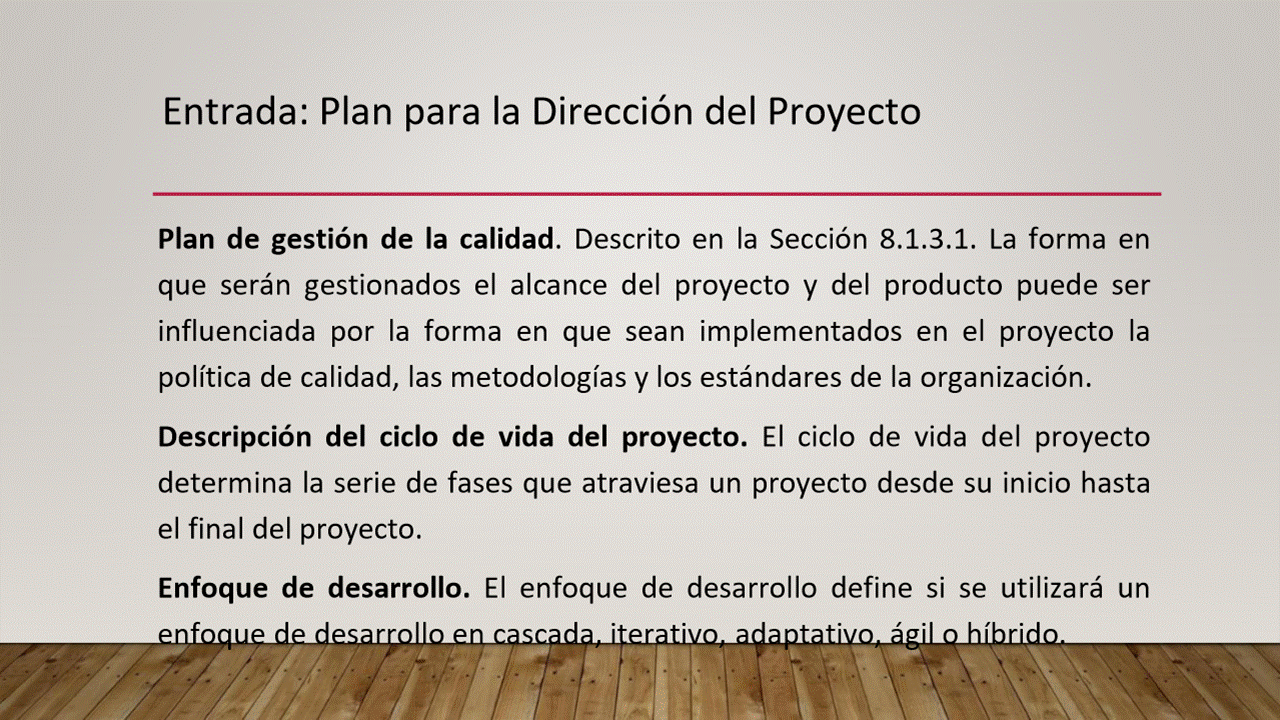 Entrada: Plan para la Dirección del Proyecto
Plan de gestión de la calidad. Descrito en la Sección 8.1.3.1. La forma en
que serán gestionados el alcance del proyecto y del producto puede ser
influenciada por la forma en que sean implementados en el proyecto la
política de calidad, las metodologías y los estándares de la organización.
Descripción del ciclo de vida del proyecto. El ciclo de vida del proyecto
determina la serie de fases que atraviesa un proyecto desde su inicio hasta
el final del proyecto.
Enfoque de desarrollo. El enfoque de desarrollo define si se utilizará un
enfoque de desarrollo en cascada, iterativo, adaptativo, ágil o híbrido.